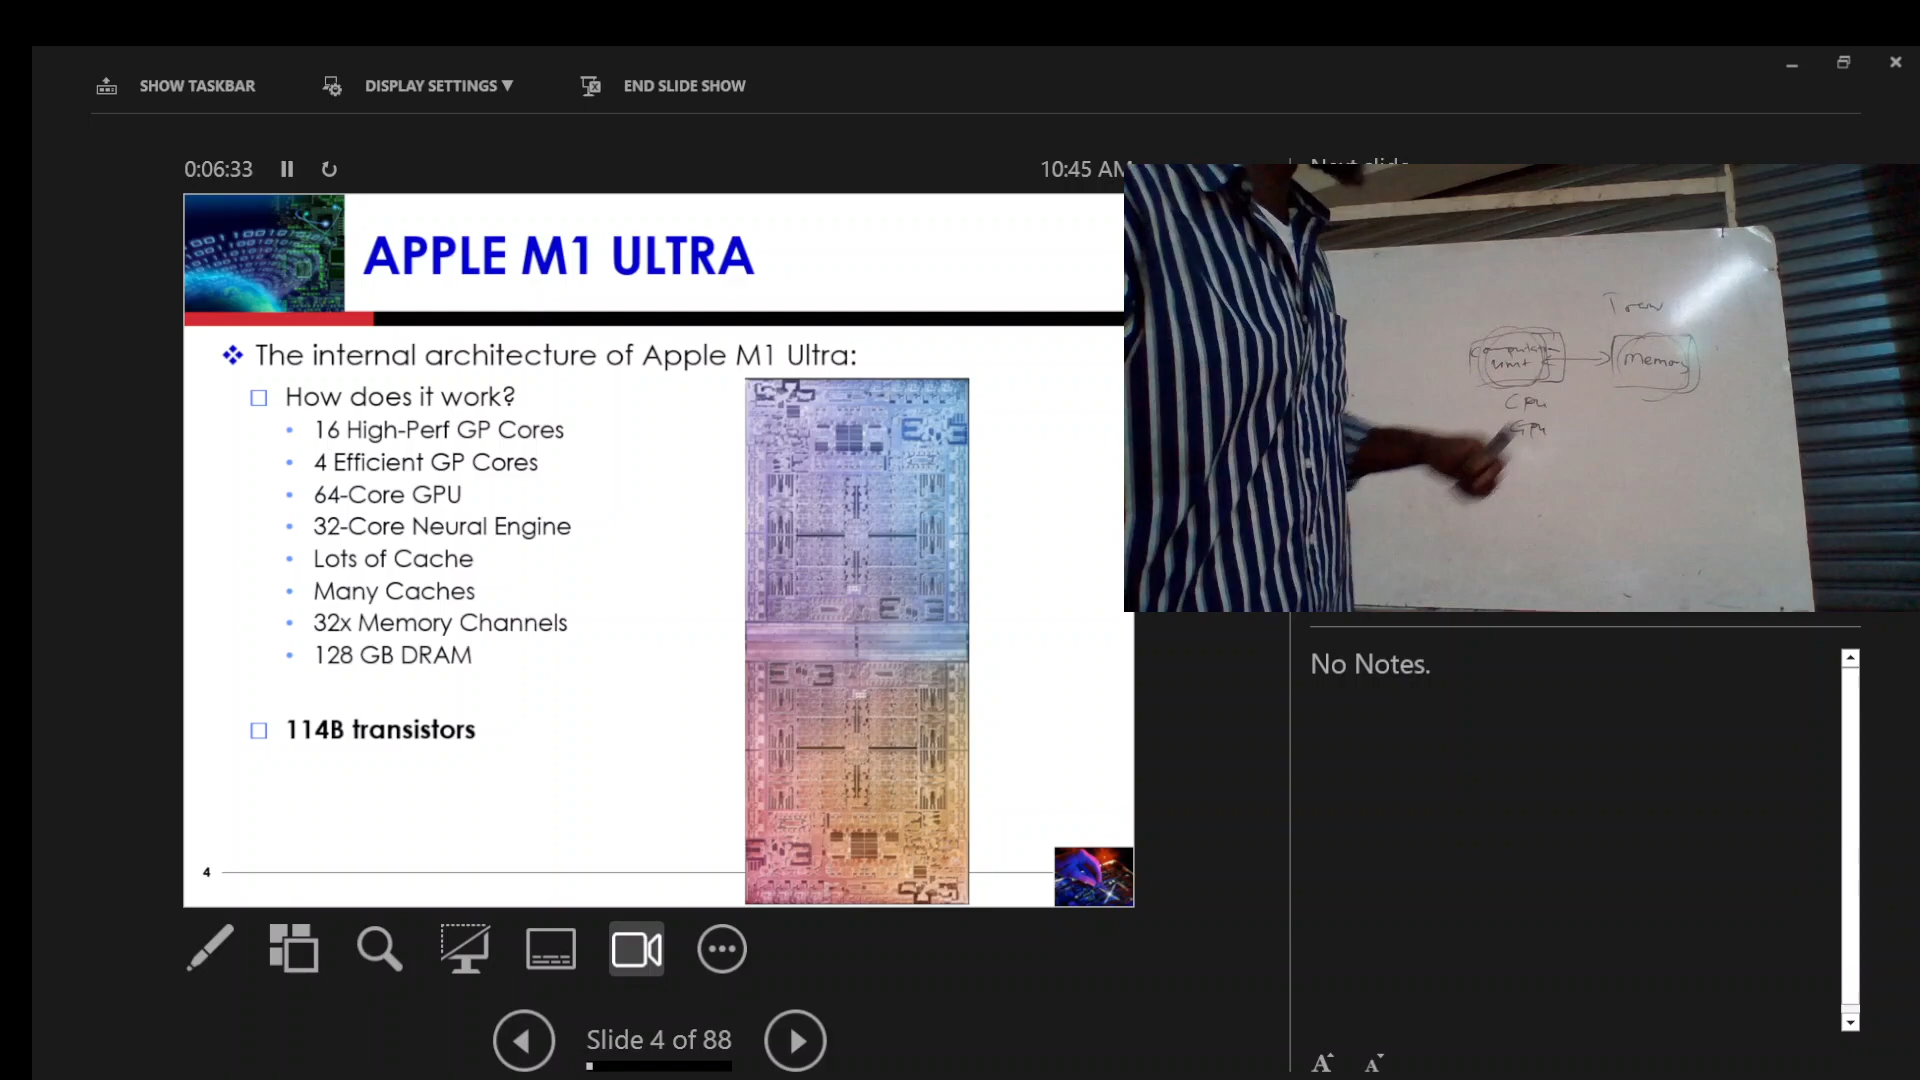 SHOW TASKBAR
DISPLAY SETTINGS ▼
END SLIDE SHOW
0:06:33
10:45 AM
Next slide
APPLE M1 ULTRA
❖ The internal architecture of Apple M1 Ultra:
□ How does it work?
• 16 High-Perf GP Cores
• 4 Efficient GP Cores
• 64-Core GPU
• 32-Core Neural Engine
• Lots of Cache
• Many Caches
• 32x Memory Channels
• 128 GB DRAM
□ 114B transistors
4
unit
Memory
CPU
GPU
No Notes.
Slide 4 of 88
A
A